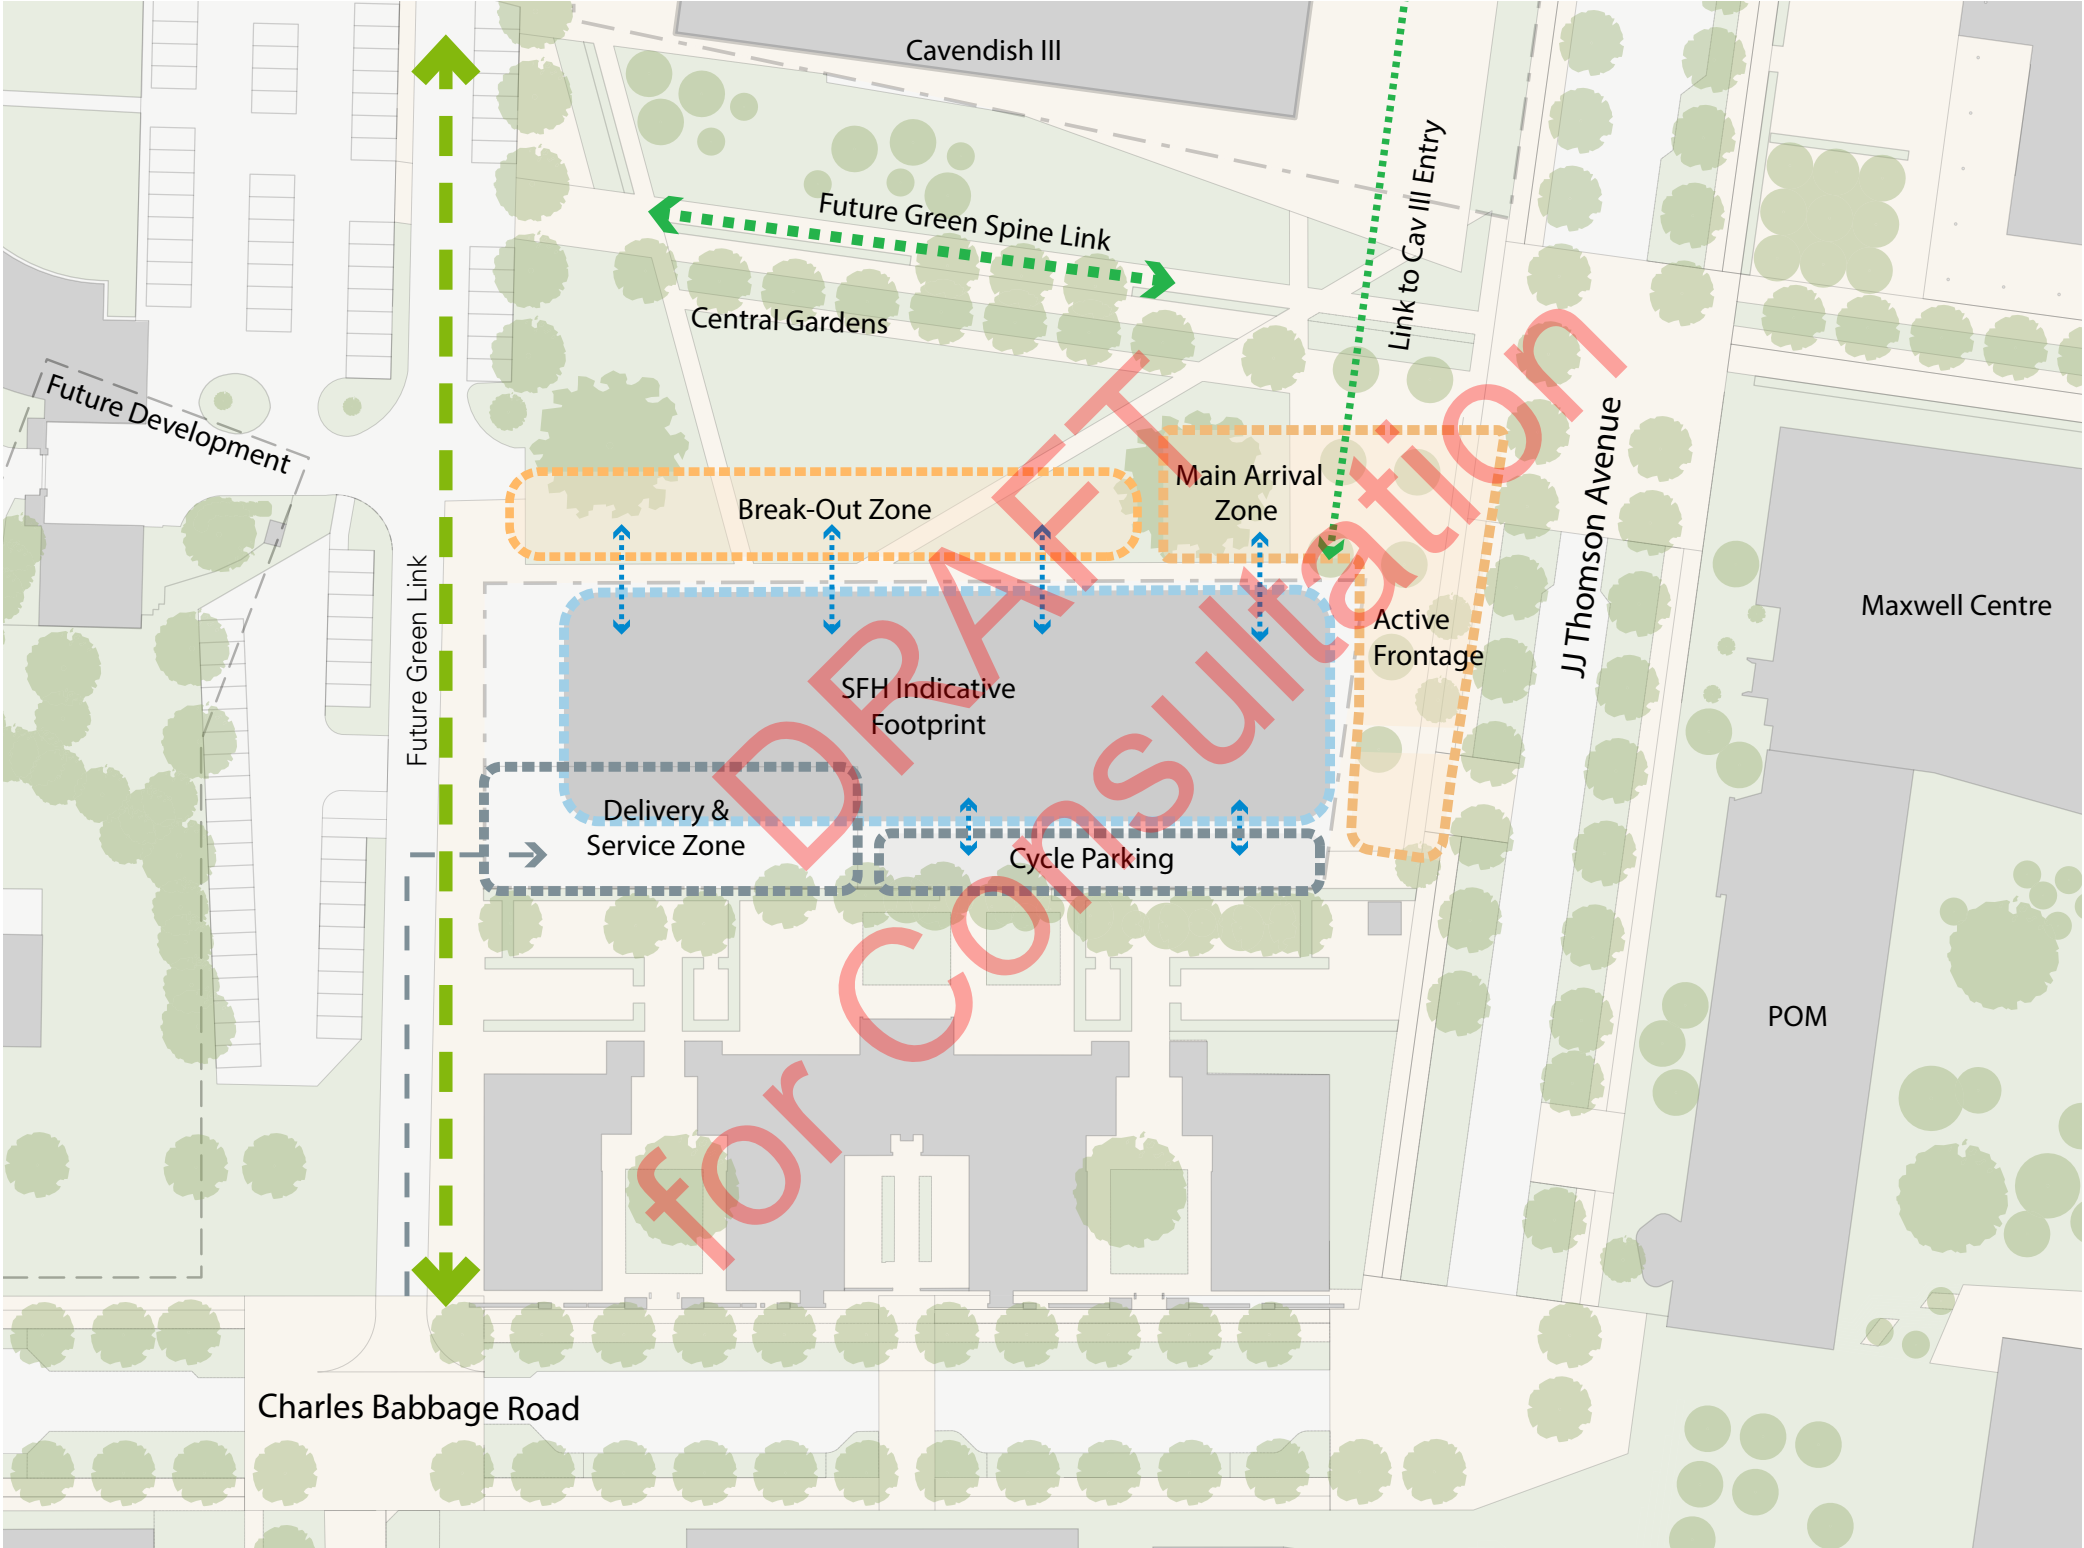 Cavendish III
Link to Cav III Entry
Future Green Spine Link
Central Gardens
Future Development
JJ Thomson Avenue
Main Arrival
Zone
Break-Out Zone
Future Green Link
Maxwell Centre
Active
Frontage
SFH Indicative
Footprint
Delivery &
Service Zone
Cycle Parking
POM
Charles Babbage Road
DRAFT
for Consultation